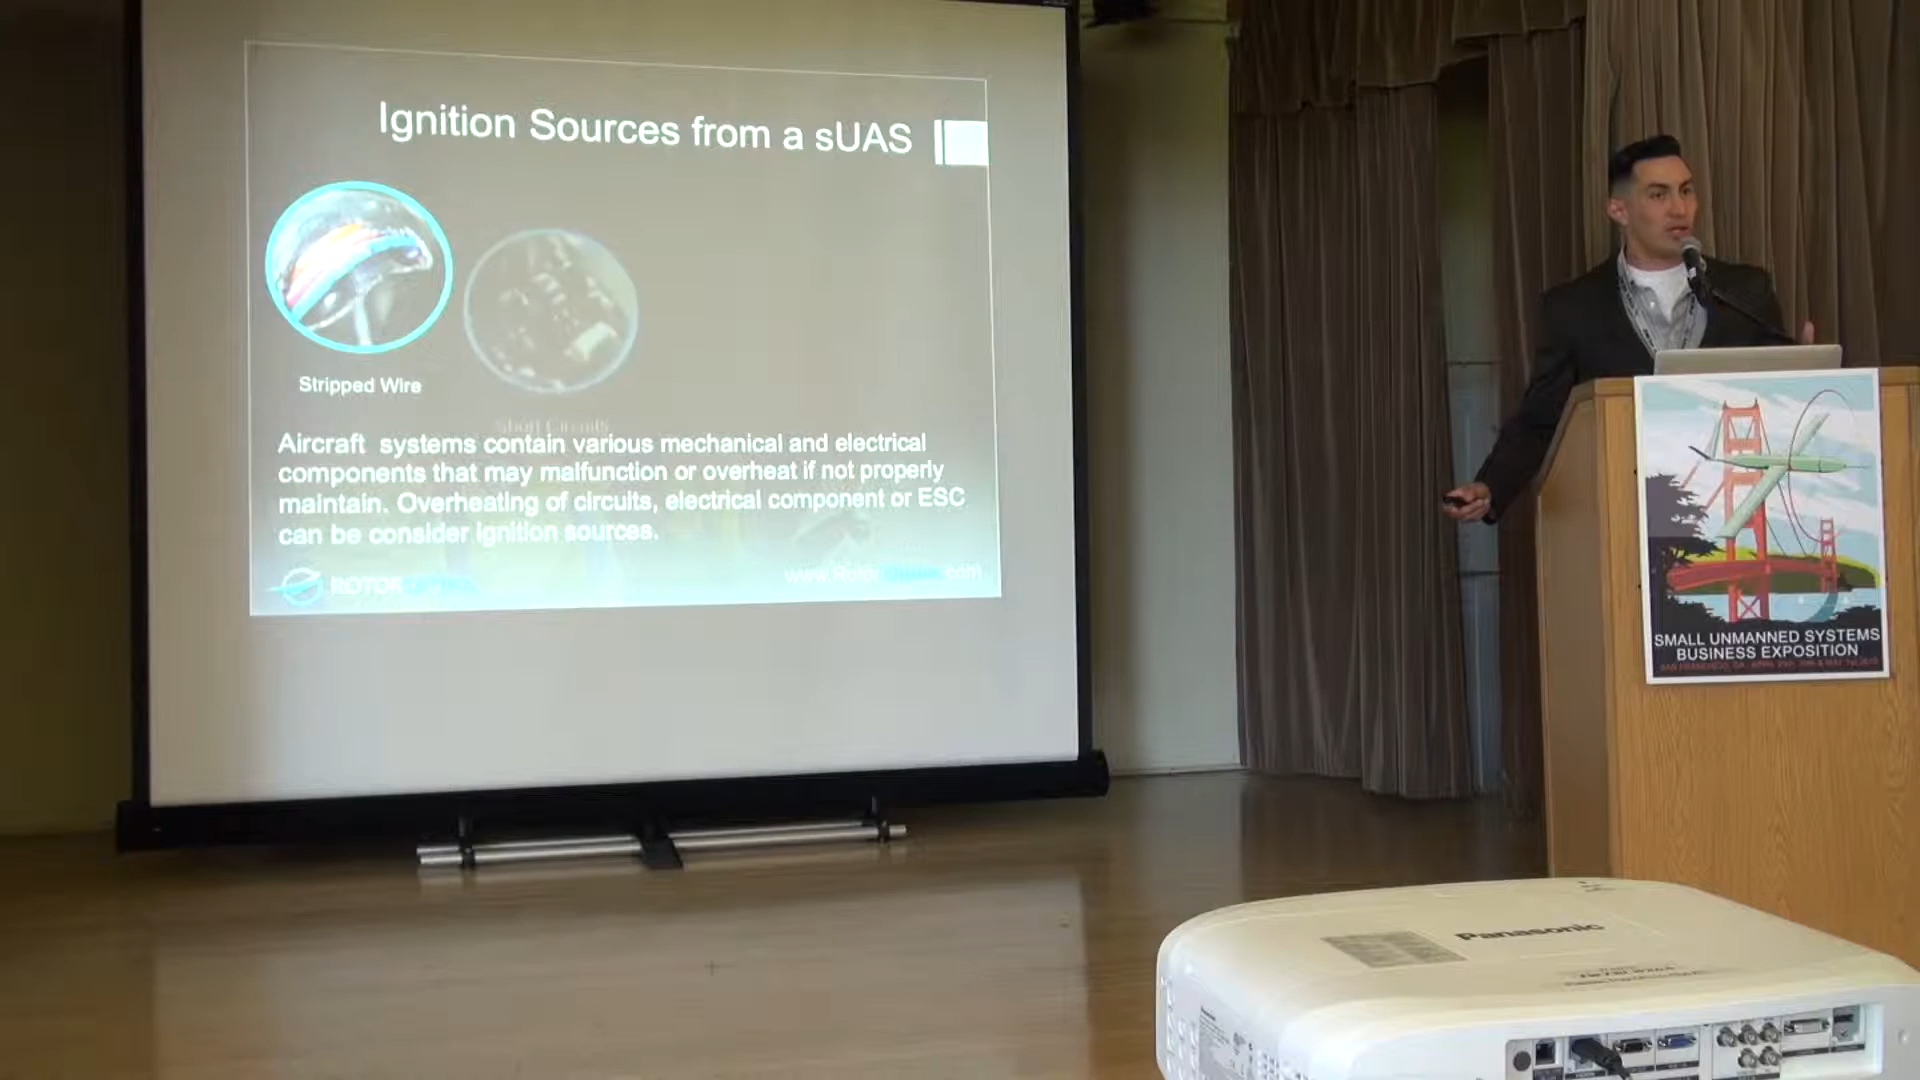 Ignition Sources from a sUAS
Stripped Wire
Short Circuits
Aircraft systems contain various mechanical and electrical
components that may malfunction or overheat if not properly
maintain. Overheating of circuits, electrical component or ESC
can be consider ignition sources.
ROTOR
www.Rotor
.com
SMALL UNMANNED SYSTEMS
BUSINESS EXPOSITION
Panasonic